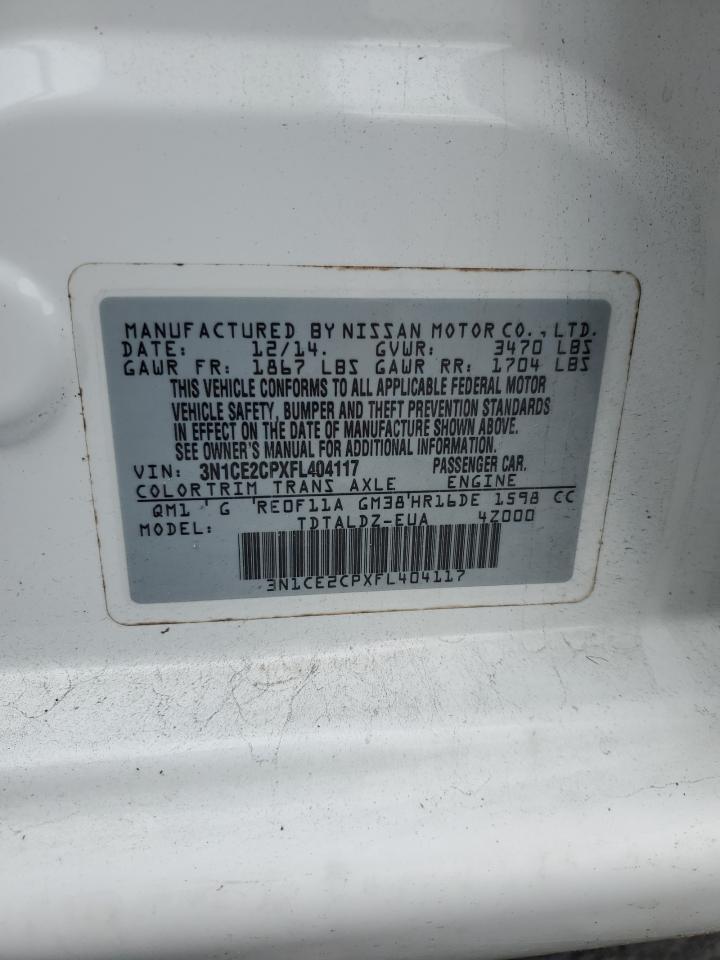 MANUFACTURED BY NISSAN MOTOR CO., LTD.
DATE: 12/14. GVWR: 3470 LBS
GAWR FR: 1867 LBS GAWR RR: 1704 LBS
THIS VEHICLE CONFORMS TO ALL APPLICABLE FEDERAL MOTOR
VEHICLE SAFETY, BUMPER AND THEFT PREVENTION STANDARDS
IN EFFECT ON THE DATE OF MANUFACTURE SHOWN ABOVE.
SEE OWNER'S MANUAL FOR ADDITIONAL INFORMATION.
VIN: 3N1CE2CPXFL404117 PASSENGER CAR.
COLORTRIM TRANS AXLE ENGINE
QM1 ' G 'RE0F11A GM38'HR16DE 1598 CC
MODEL: TDTALDZ-EUA 4Z000
3N1CE2CPXFL404117